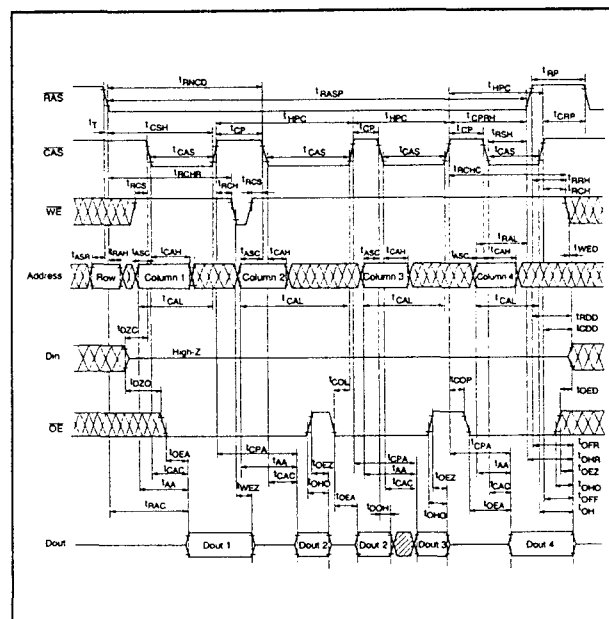 tRP
tRNCD
tRASP
tHPC
RAS
tT
tCSH
tHPC
tHPC
tCPRH
tCRP
tCP
tCP
tCP
tRSH
CAS
tCAS
tCAS
tCAS
tCAS
tRCHR
tRCHC
tRRH
tRCS
tRCH
tRCS
tRCH
WE
tRAL
tWED
tASR
tRAH
tASC
tCAH
tASC
tCAH
tASC
tCAH
tASC
tCAH
Address
Row
Column 1
Column 2
Column 3
Column 4
tCAL
tCAL
tCAL
tCAL
tRDD
tCDD
tDZC
Din
High-Z
tDZO
tCOL
tCOP
tOED
OE
tOEA
tCPA
tCPA
tCPA
tOFR
tCAC
tAA
tOEZ
tAA
tOEZ
tAA
tOHR
tAA
tWEZ
tCAC
tOHO
tCAC
tOHO
tCAC
tOEZ
tOHO
tRAC
tOEA
tDOH
tOEA
tOFF
tOH
Dout
Dout 1
Dout 2
Dout 2
Dout 3
Dout 4